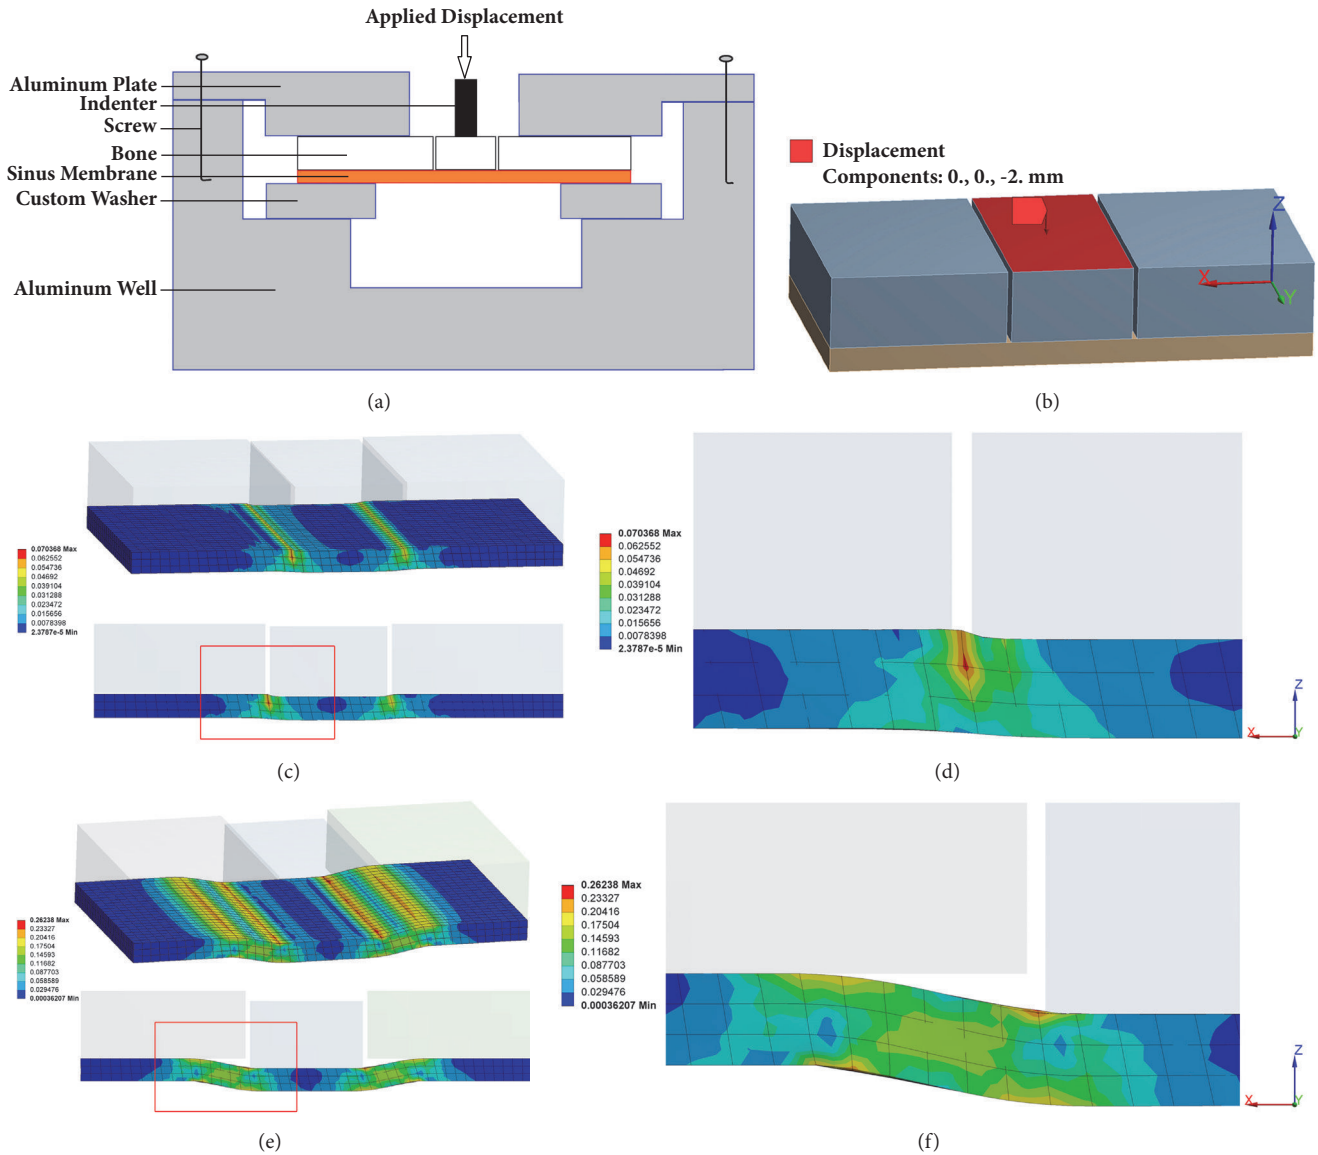 Applied Displacement
Aluminum Plate
Indenter
Screw
Bone
Sinus Membrane
Custom Washer
Aluminum Well
(a)
Displacement
Components: 0., 0., -2. mm
Z
X
Y
(b)
0.070368 Max
0.062552
0.054736
0.04692
0.039104
0.031288
0.023472
0.015656
0.0078398
2.3787e-5 Min
(c)
0.070368 Max
0.062552
0.054736
0.04692
0.039104
0.031288
0.023472
0.015656
0.0078398
2.3787e-5 Min
Z
X
Y
(d)
0.26238 Max
0.23327
0.20416
0.17504
0.14593
0.11682
0.087703
0.058589
0.029476
0.00036207 Min
(e)
0.26238 Max
0.23327
0.20416
0.17504
0.14593
0.11682
0.087703
0.058589
0.029476
0.00036207 Min
Z
X
Y
(f)